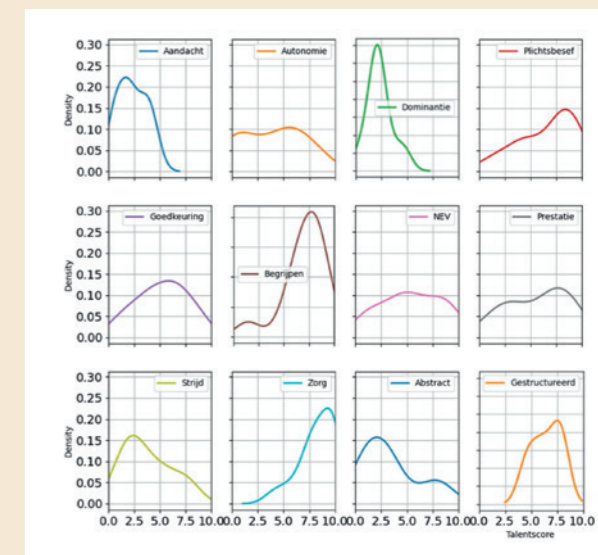 0.30
0.25
0.20
0.15
0.10
0.05
0.00
Density
Aandacht
Autonomie
Dominantie
Plichtsbesef
0.30
0.25
0.20
0.15
0.10
0.05
0.00
Density
Goedkeuring
Begrijpen
NEV
Prestatie
0.30
0.25
0.20
0.15
0.10
0.05
0.00
Density
Strijd
Zorg
Abstract
Gestructureerd
0.0 2.5 5.0 7.5 10.00.0 2.5 5.0 7.5 10.00.0 2.5 5.0 7.5 10.00.0 2.5 5.0 7.5 10.0
Talentscore